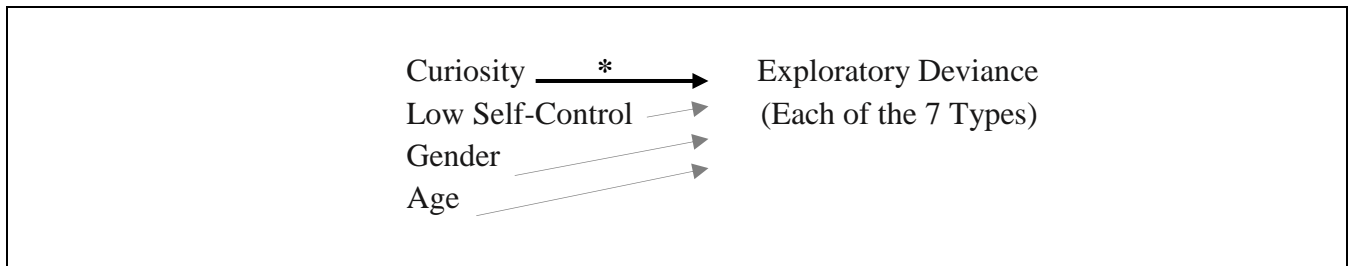 Curiosity * Exploratory Deviance
Low Self-Control (Each of the 7 Types)
Gender
Age